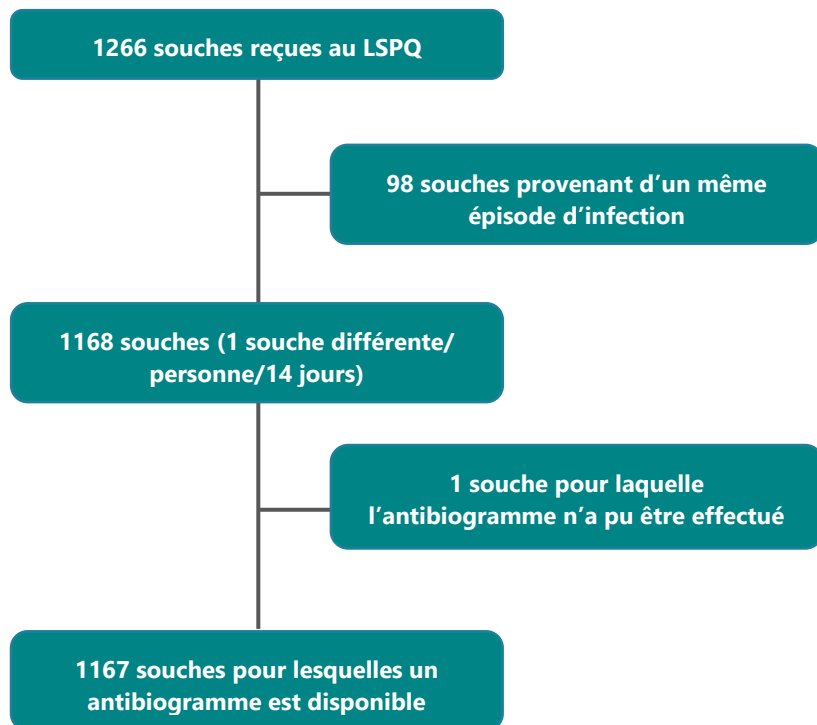 1266 souches reçues au LSPQ
98 souches provenant d’un même
épisode d’infection
1168 souches (1 souche différente/
personne/14 jours)
1 souche pour laquelle
l’antibiogramme n’a pu être effectué
1167 souches pour lesquelles un
antibiogramme est disponible